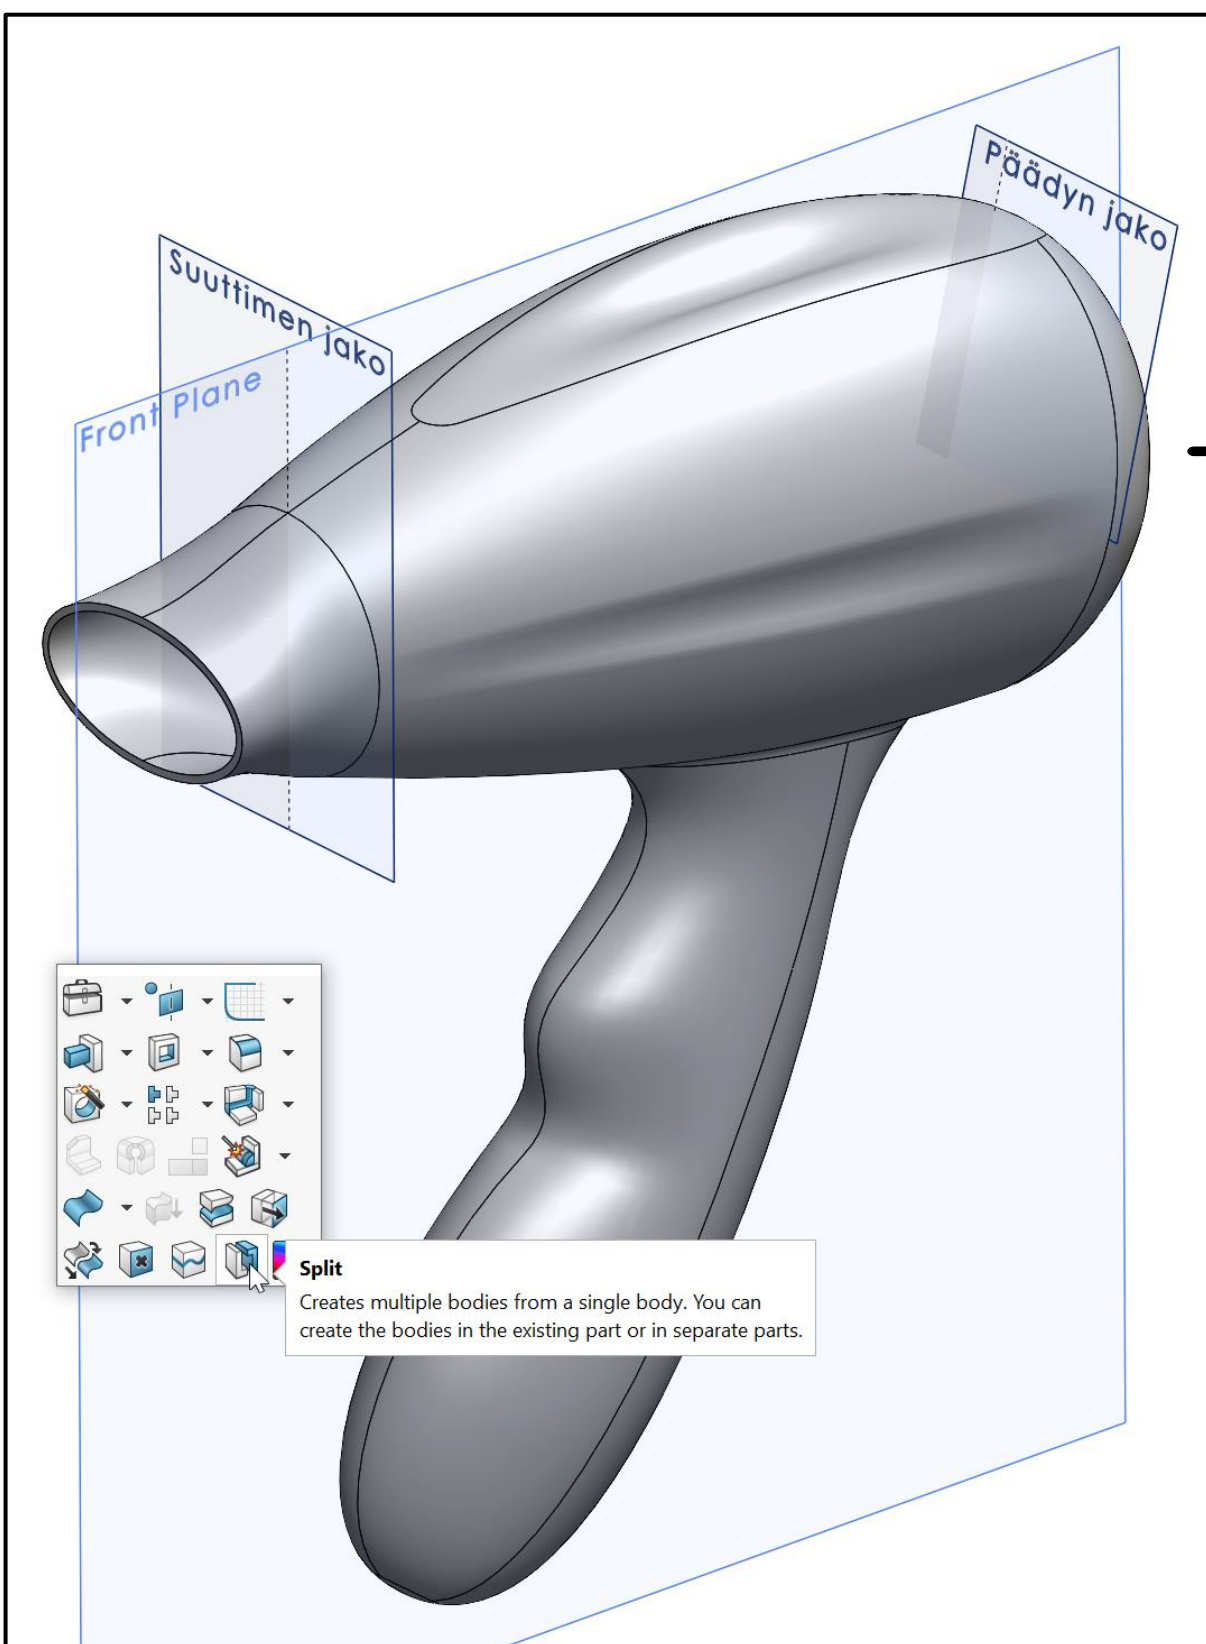 Päädyn jako
Suuttimen jako
Front Plane
Split
Creates multiple bodies from a single body. You can
create the bodies in the existing part or in separate parts.